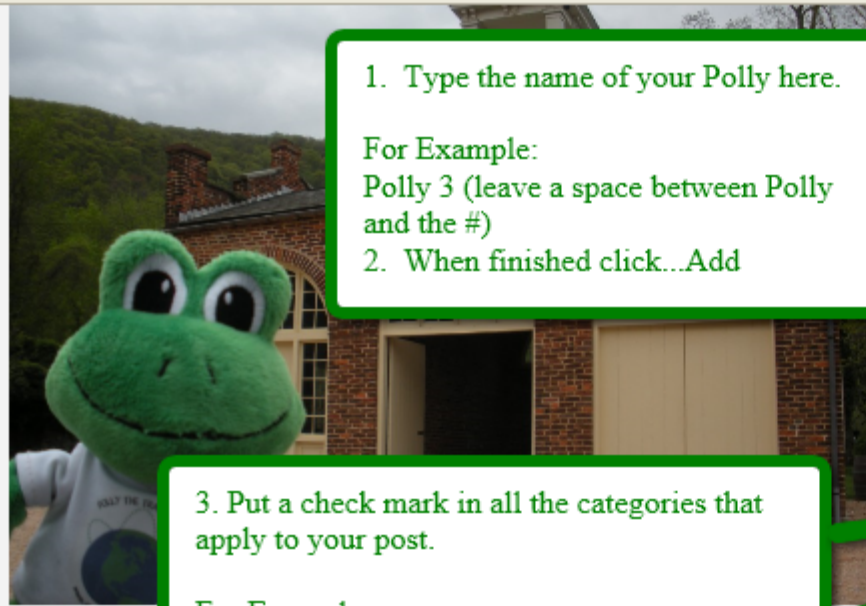 1. Type the name of your Polly here.
For Example:
Polly 3 (leave a space between Polly
and the #)
2. When finished click...Add
3. Put a check mark in all the categories that
apply to your post.